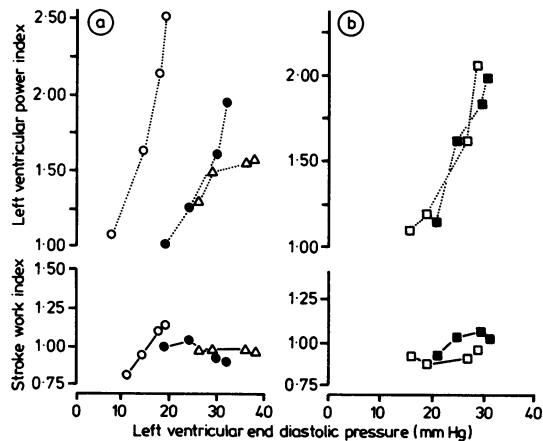 a
b
Left ventricular power index
2·50
2·00
1·50
1·00
2·00
1·50
1·00
Stroke work index
1·50
1·25
1·00
0·75
1·25
1·00
0·75
0 10 20 30 40
0 10 20 30 40
Left ventricular end diastolic pressure (mm Hg)